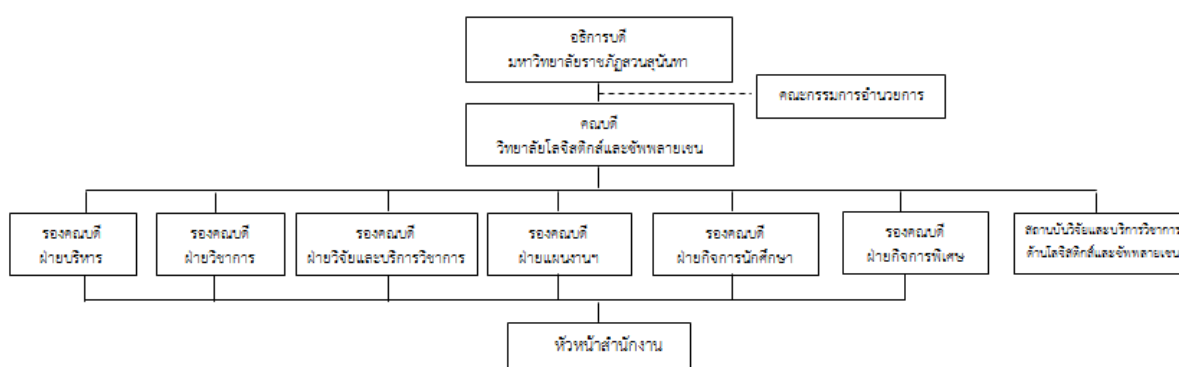 อธิการบดี
มหาวิทยาลัยราชภัฏสวนสุนันทา
คณะกรรมการอำนวยการ
คณบดี
วิทยาลัยโลจิสติกส์และซัพพลายเชน
รองคณบดี
ฝ่ายบริหาร
รองคณบดี
ฝ่ายวิชาการ
รองคณบดี
ฝ่ายวิจัยและบริการวิชาการ
รองคณบดี
ฝ่ายแผนงานฯ
รองคณบดี
ฝ่ายกิจการนักศึกษา
รองคณบดี
ฝ่ายกิจการพิเศษ
สถาบันวิจัยและบริการวิชาการ
ด้านโลจิสติกส์และซัพพลายเชน
หัวหน้าสำนักงาน